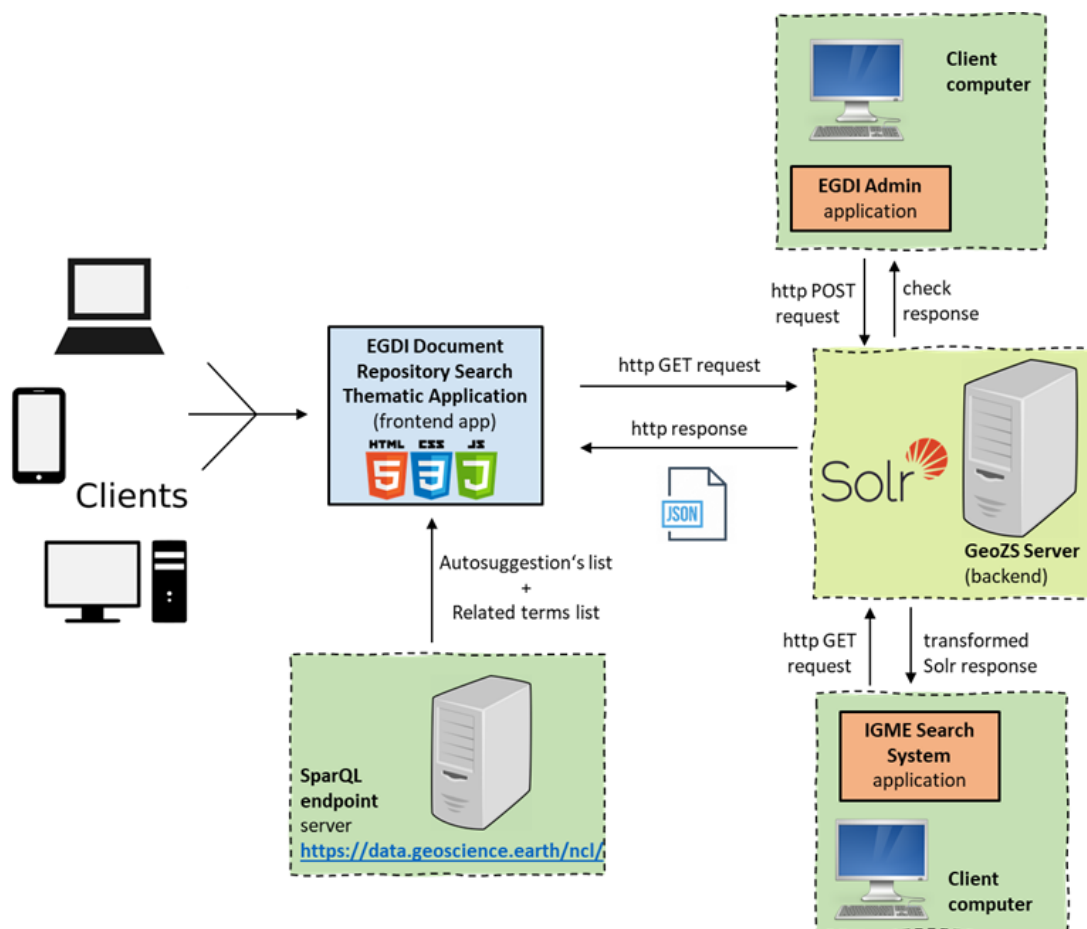 Client
computer
EGDI Admin
application
http POST
request
check
response
EGDI Document
Repository Search
Thematic Application
(frontend app)
HTML CSS JS
5 3 J
http GET request
http response
JSON
Solr
GeoZS Server
(backend)
Clients
Autosuggestion‘s list
+
Related terms list
http GET
request
transformed
Solr response
SparQL
endpoint
server
https://data.geoscience.earth/ncl/
IGME Search
System
application
Client
computer